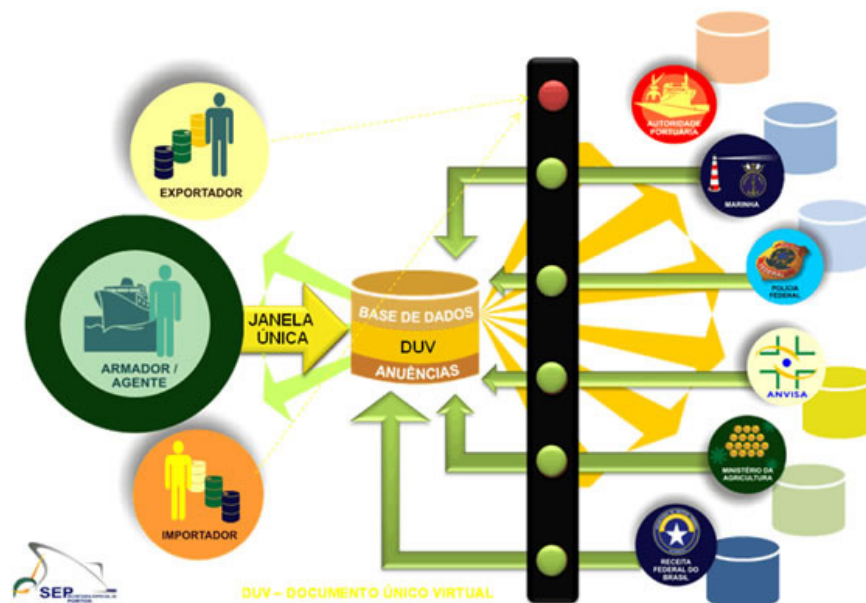 EXPORTADOR
ARMADOR /
AGENTE
IMPORTADOR
JANELA
ÚNICA
BASE DE DADOS
DUV
ANUÊNCIAS
AUTORIDADE
PORTUÁRIA
MARINHA
POLÍCIA
FEDERAL
ANVISA
MINISTÉRIO DA
AGRICULTURA
RECEITA
FEDERAL DO
BRASIL
SEP
DUV – DOCUMENTO ÚNICO VIRTUAL